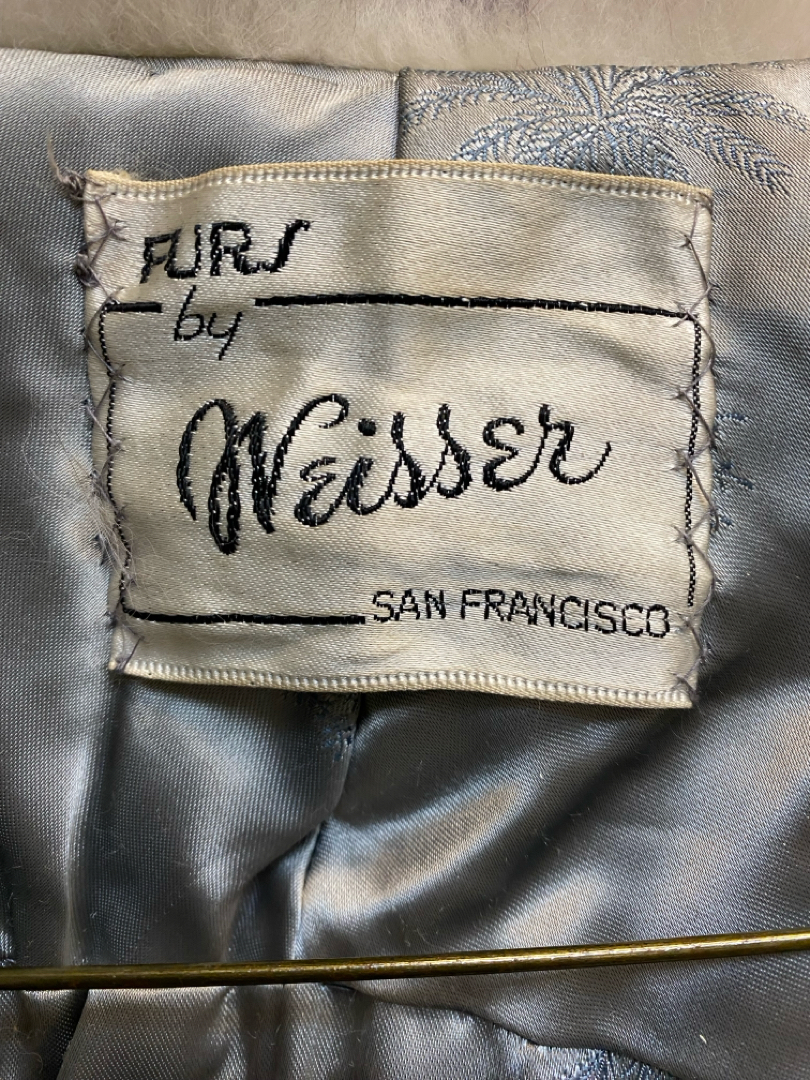 FURS
by
Weisser
SAN FRANCISCO